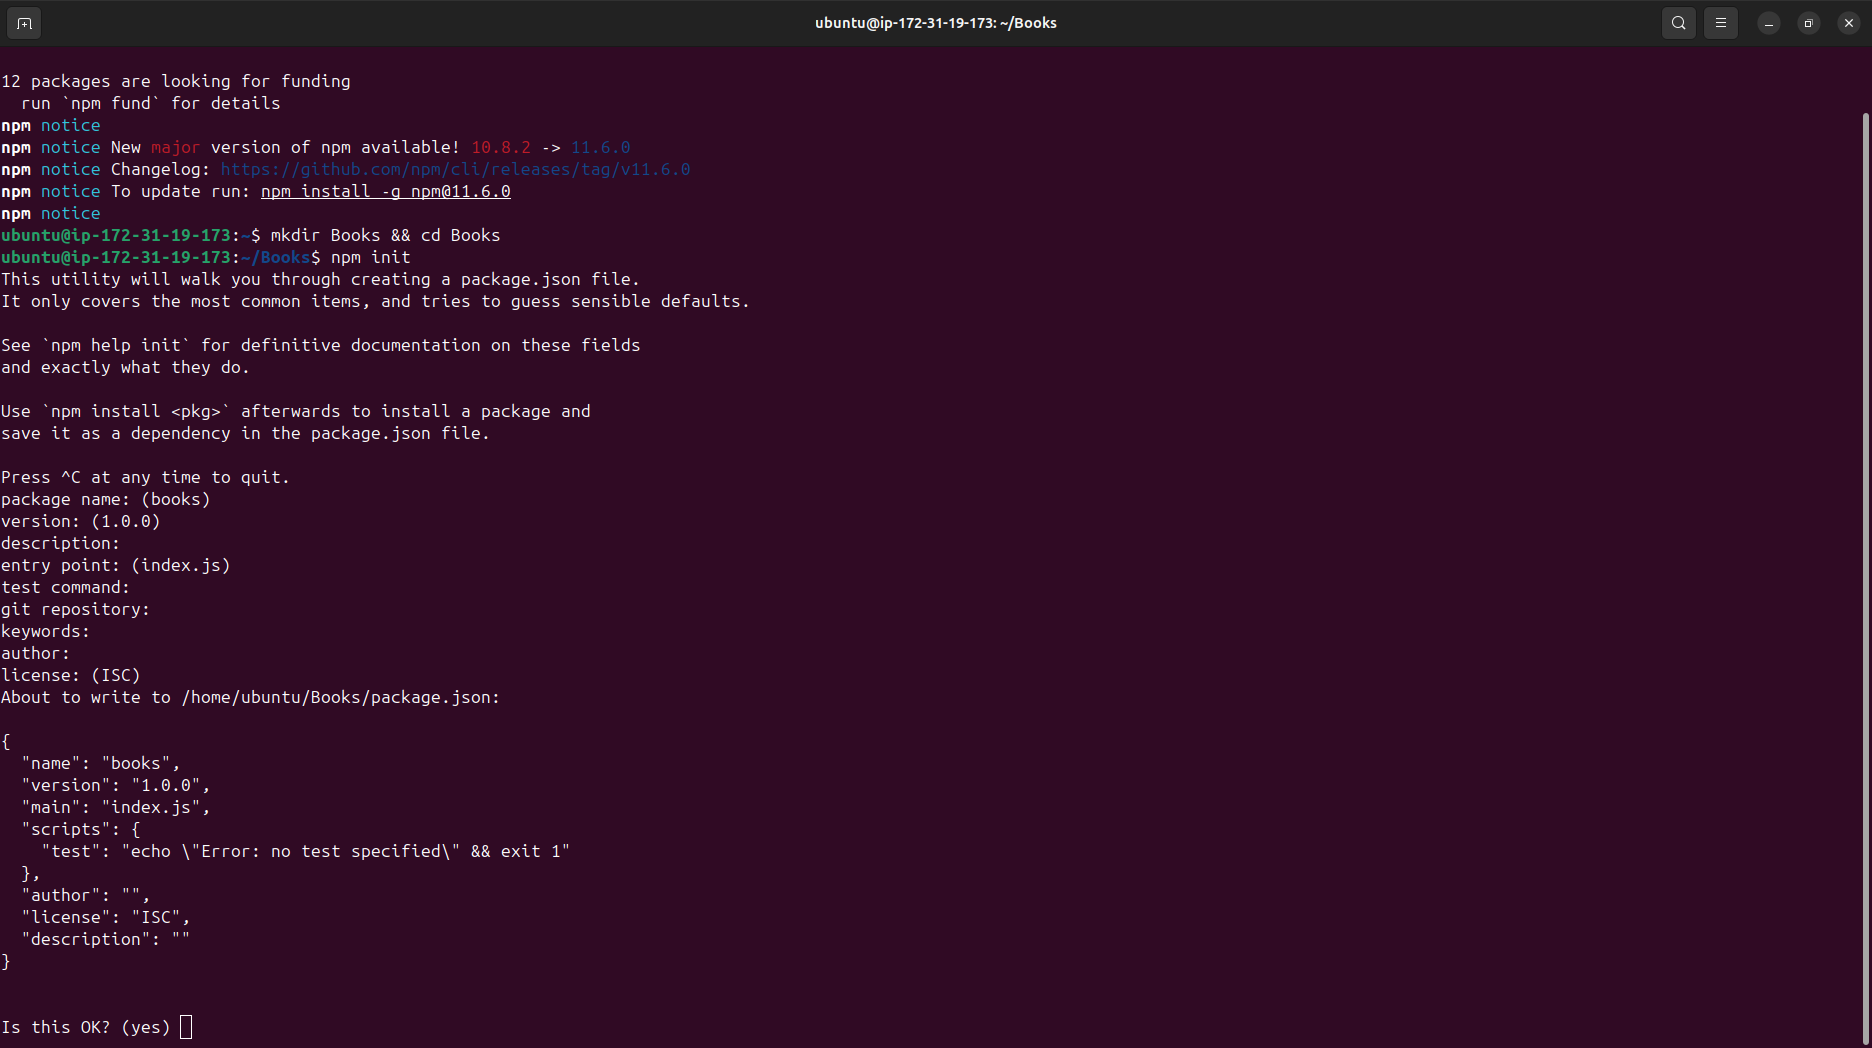 ubuntu@ip-172-31-19-173: ~/Books
12 packages are looking for funding
  run `npm fund` for details
npm notice
npm notice New major version of npm available! 10.8.2 -> 11.6.0
npm notice Changelog: https://github.com/npm/cli/releases/tag/v11.6.0
npm notice To update run: npm install -g npm@11.6.0
npm notice
ubuntu@ip-172-31-19-173:~$ mkdir Books && cd Books
ubuntu@ip-172-31-19-173:~/Books$ npm init
This utility will walk you through creating a package.json file.
It only covers the most common items, and tries to guess sensible defaults.
See `npm help init` for definitive documentation on these fields
and exactly what they do.
Use `npm install <pkg>` afterwards to install a package and
save it as a dependency in the package.json file.
Press ^C at any time to quit.
package name: (books)
version: (1.0.0)
description:
entry point: (index.js)
test command:
git repository:
keywords:
author:
license: (ISC)
About to write to /home/ubuntu/Books/package.json:
{
  "name": "books",
  "version": "1.0.0",
  "main": "index.js",
  "scripts": {
    "test": "echo \"Error: no test specified\" && exit 1"
  },
  "author": "",
  "license": "ISC",
  "description": ""
}
Is this OK? (yes)